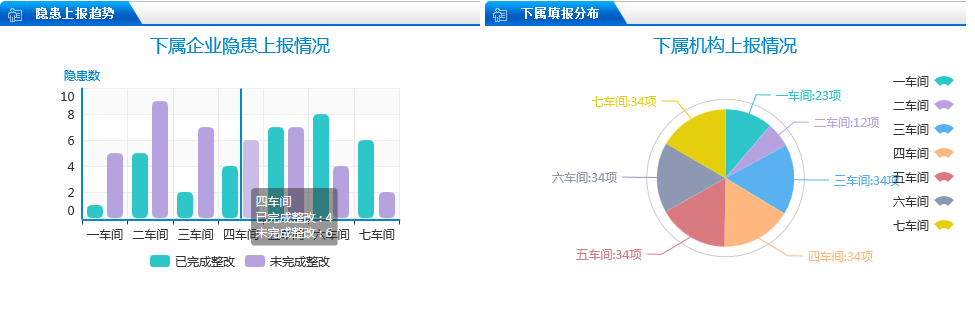 隐患上报趋势
下属企业隐患上报情况
隐患数
10
8
6
4
2
0
四车间
已完成整改 : 4
未完成整改 : 6
一车间 二车间 三车间 四车间 五车间 六车间 七车间
已完成整改 未完成整改
下属填报分布
下属机构上报情况
一车间:23项
二车间:12项
三车间:34项
四车间:34项
五车间:34项
六车间:34项
七车间:34项
一车间
二车间
三车间
四车间
五车间
六车间
七车间